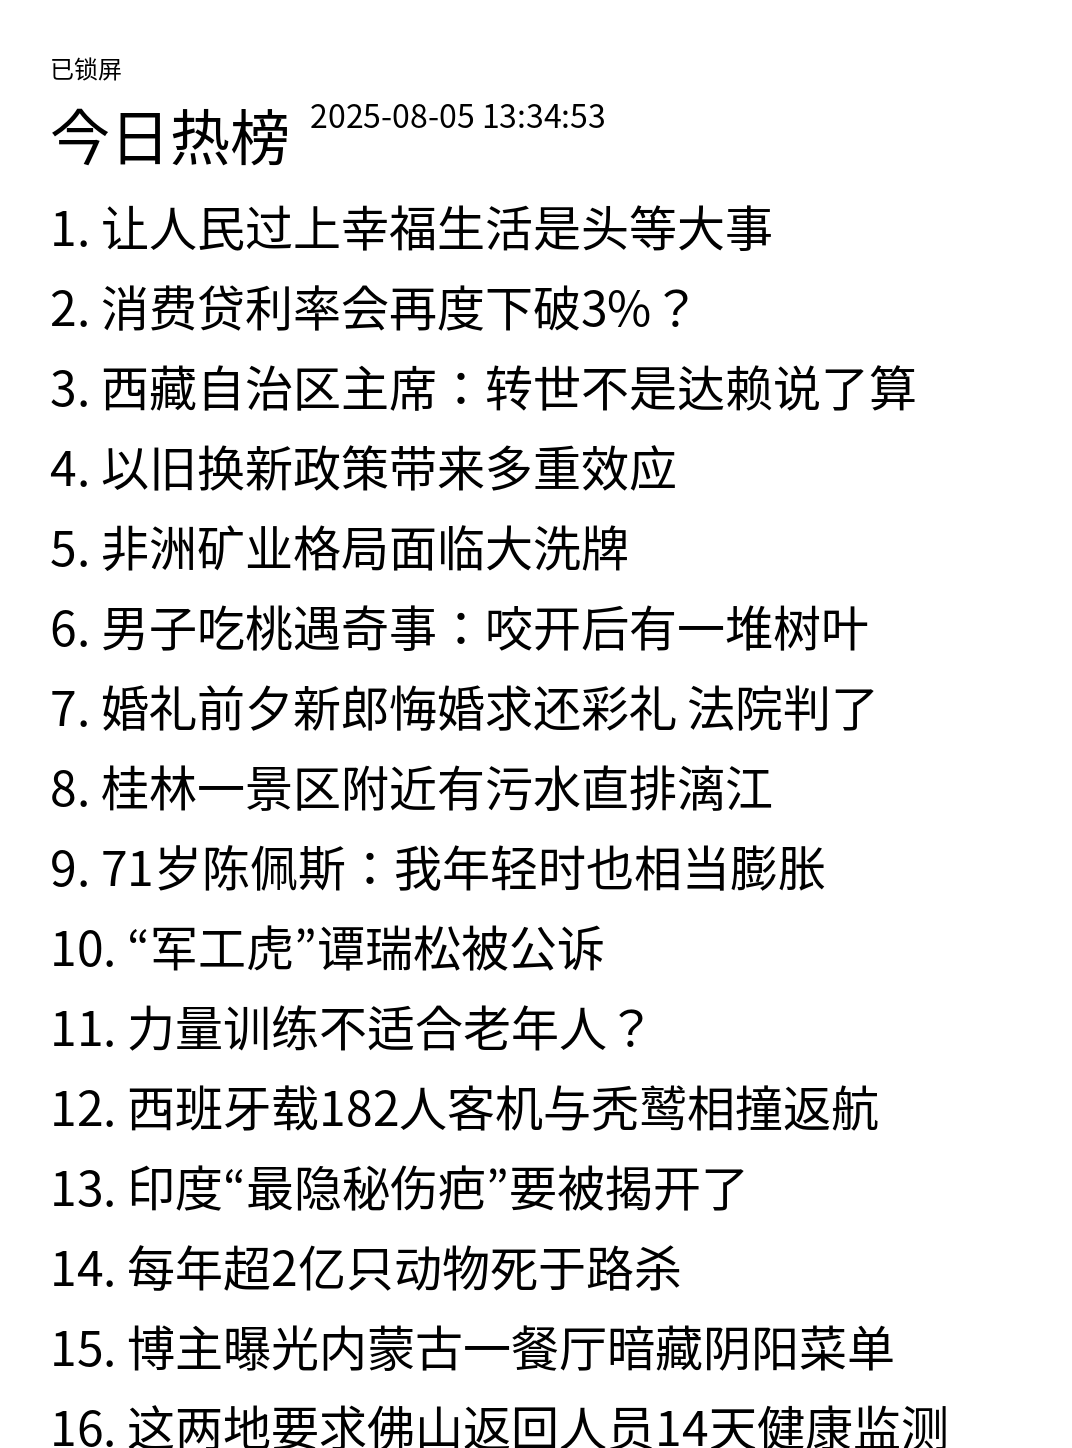 已锁屏
今日热榜 2025-08-05 13:34:53
1. 让人民过上幸福生活是头等大事
2. 消费贷利率会再度下破3%？
3. 西藏自治区主席：转世不是达赖说了算
4. 以旧换新政策带来多重效应
5. 非洲矿业格局面临大洗牌
6. 男子吃桃遇奇事：咬开后有一堆树叶
7. 婚礼前夕新郎悔婚求还彩礼 法院判了
8. 桂林一景区附近有污水直排漓江
9. 71岁陈佩斯：我年轻时也相当膨胀
10. “军工虎”谭瑞松被公诉
11. 力量训练不适合老年人？
12. 西班牙载182人客机与秃鹫相撞返航
13. 印度“最隐秘伤疤”要被揭开了
14. 每年超2亿只动物死于路杀
15. 博主曝光内蒙古一餐厅暗藏阴阳菜单
16. 这两地要求佛山返回人员14天健康监测